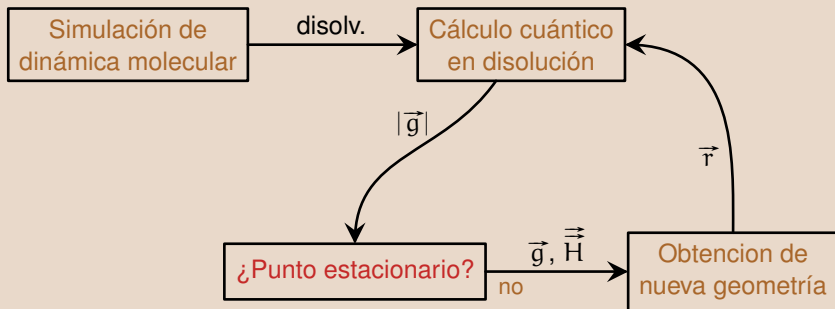 Simulación de
dinámica molecular
disolv.
Cálculo cuántico
en disolución
|g⃗|
r⃗
¿Punto estacionario?
g⃗, H⃗⃗
no
Obtencion de
nueva geometría